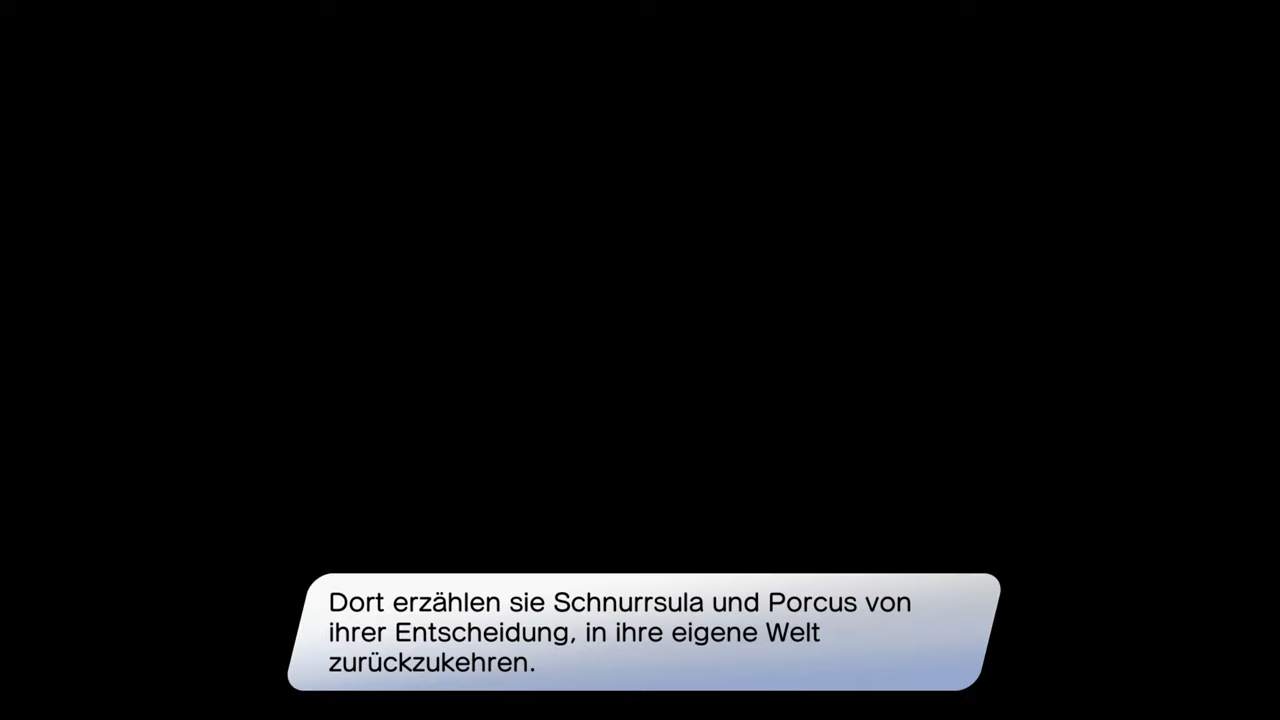 Dort erzählen sie Schnurrsula und Porcus von
ihrer Entscheidung, in ihre eigene Welt
zurückzukehren.